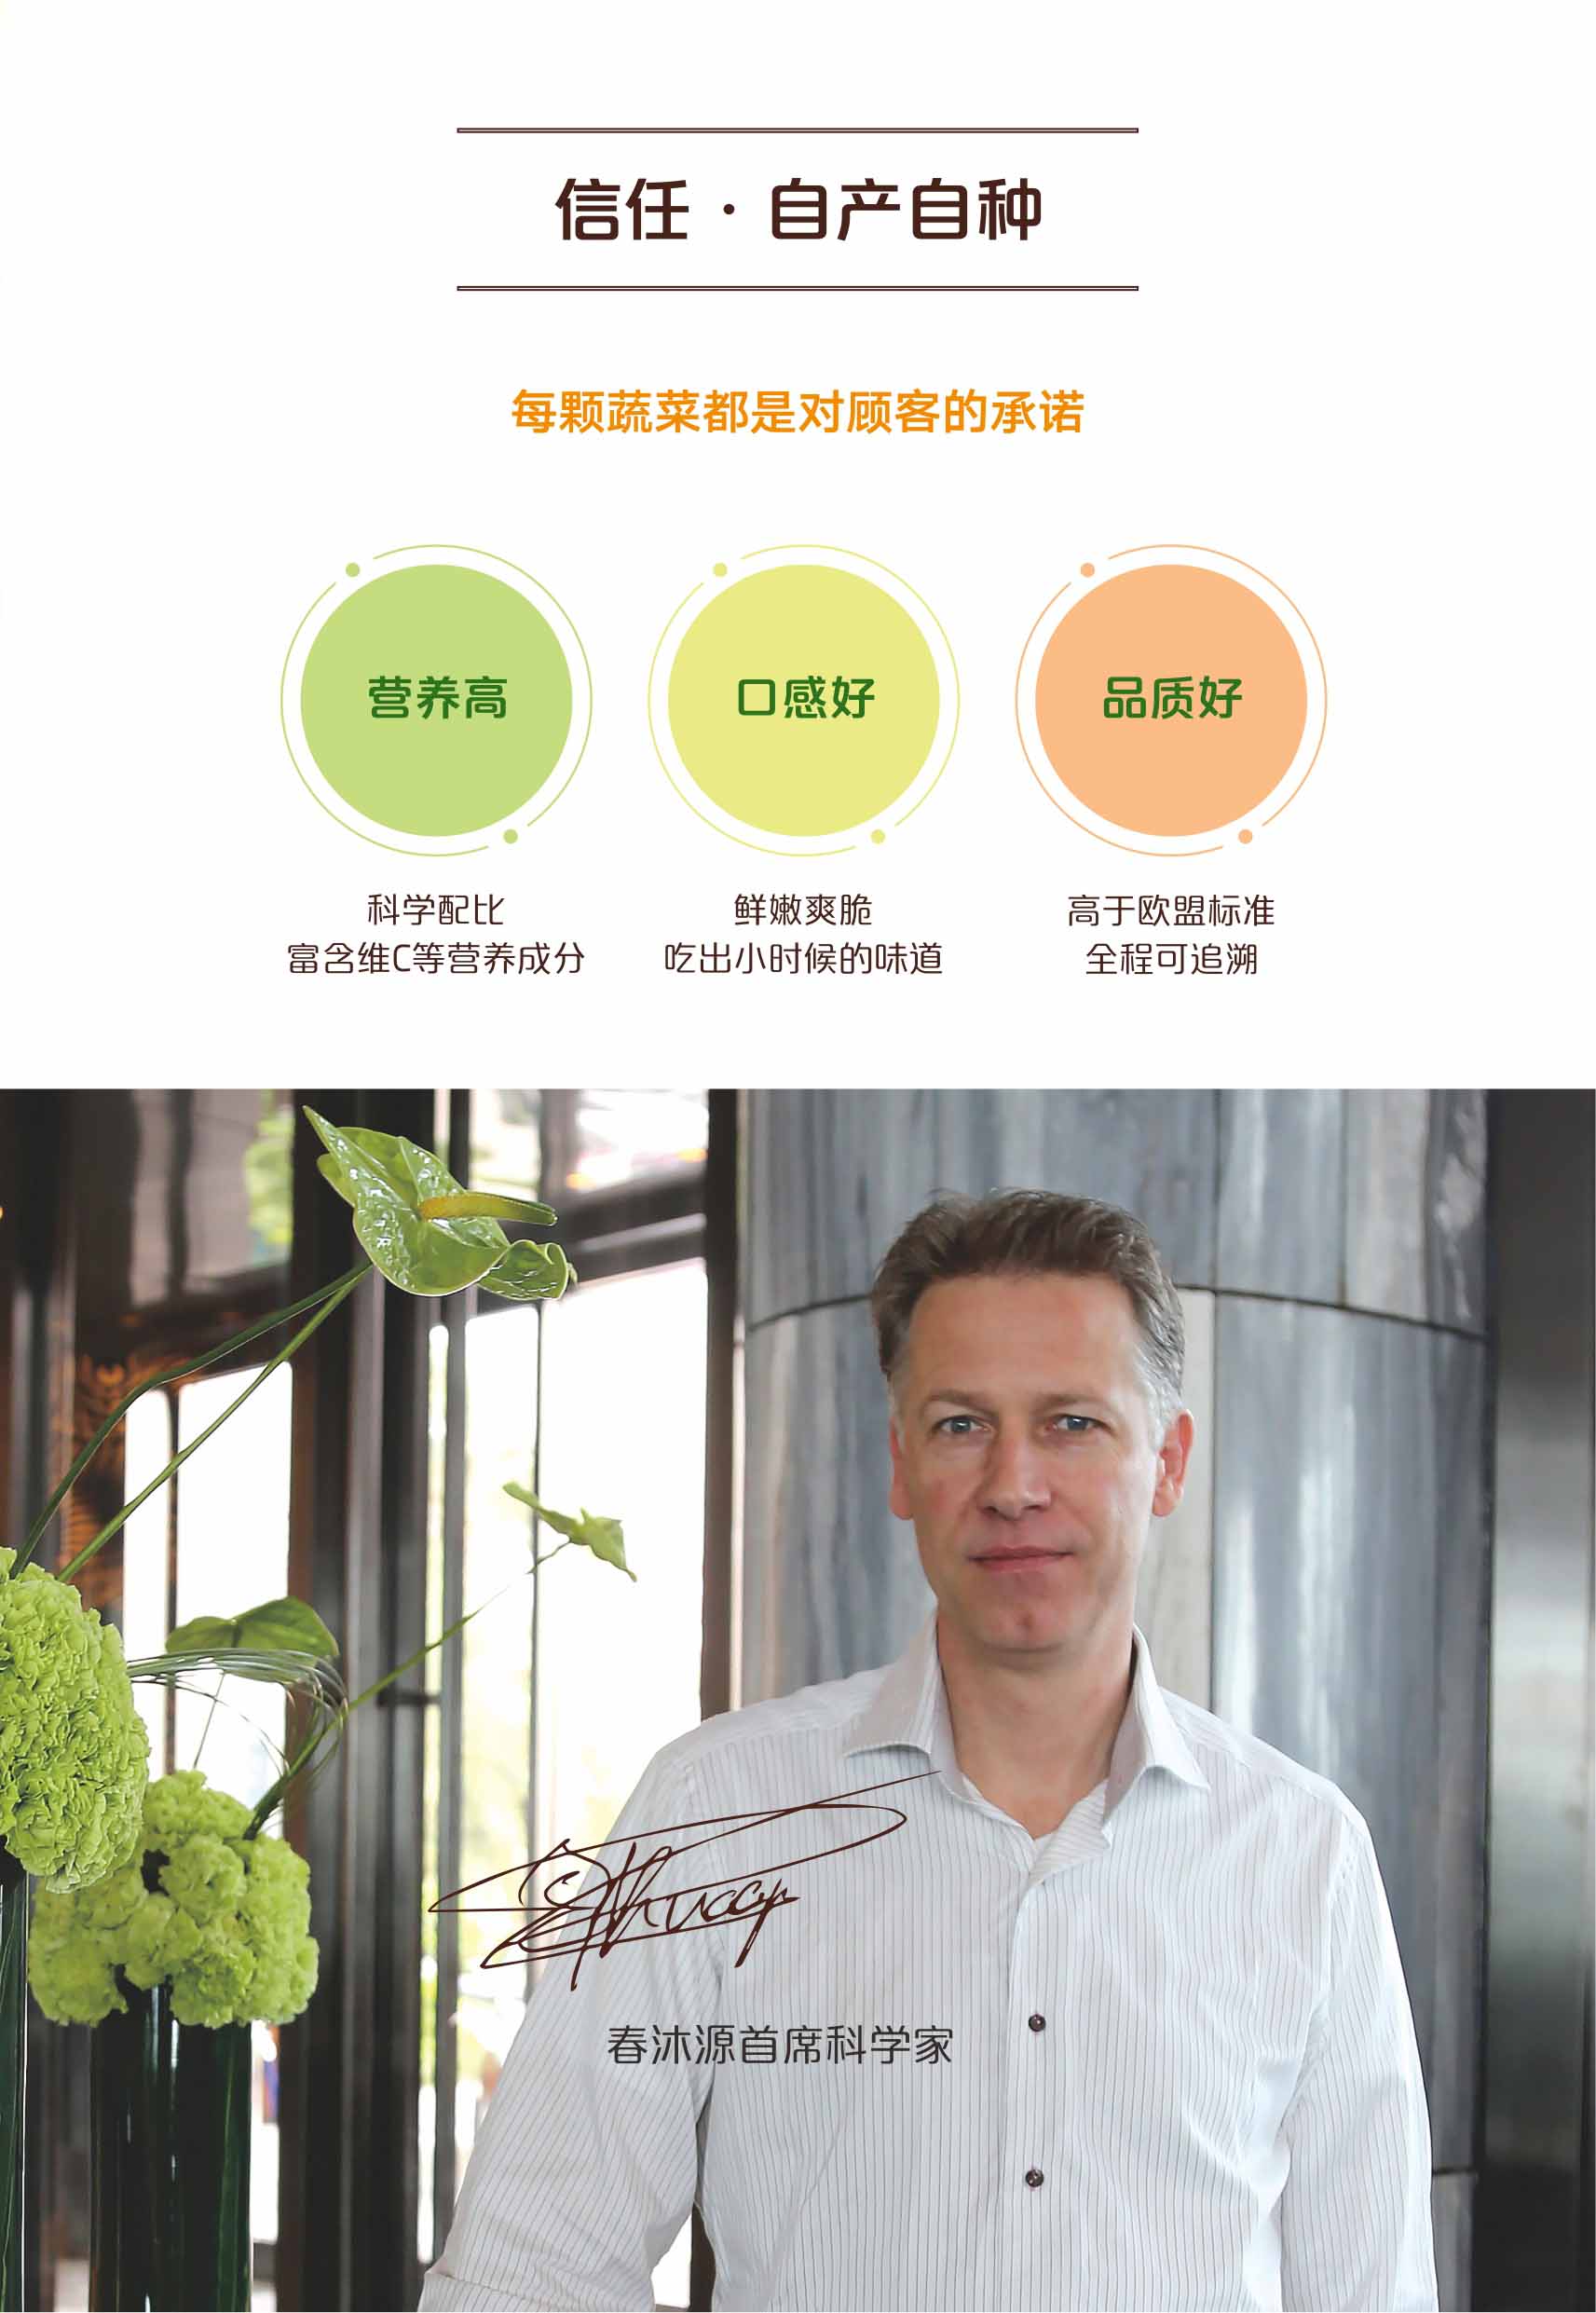 信任·自产自种
每颗蔬菜都是对顾客的承诺
营养高
口感好
品质好
科学配比
富含维C等营养成分
鲜嫩爽脆
吃出小时候的味道
高于欧盟标准
全程可追溯
春沐源首席科学家